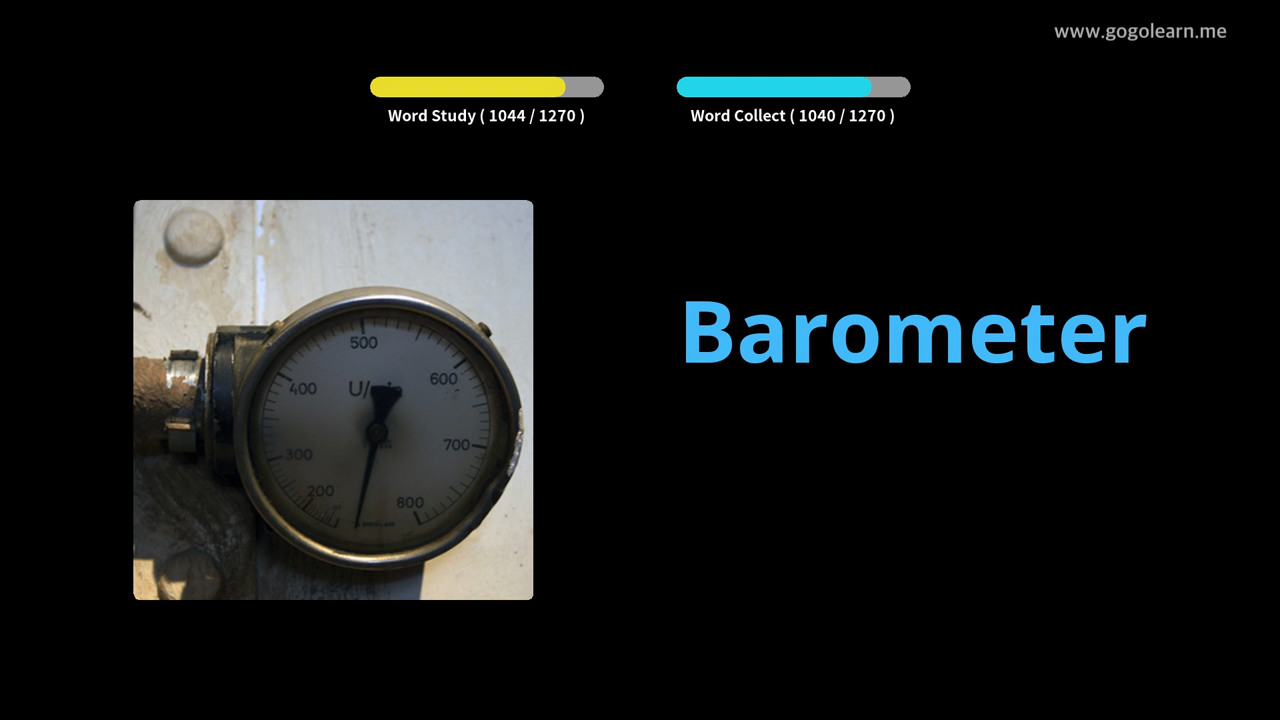 www.gogolearn.me
Word Study ( 1044 / 1270 )
Word Collect ( 1040 / 1270 )
Barometer
500
400
600
U/
300
700
200
800